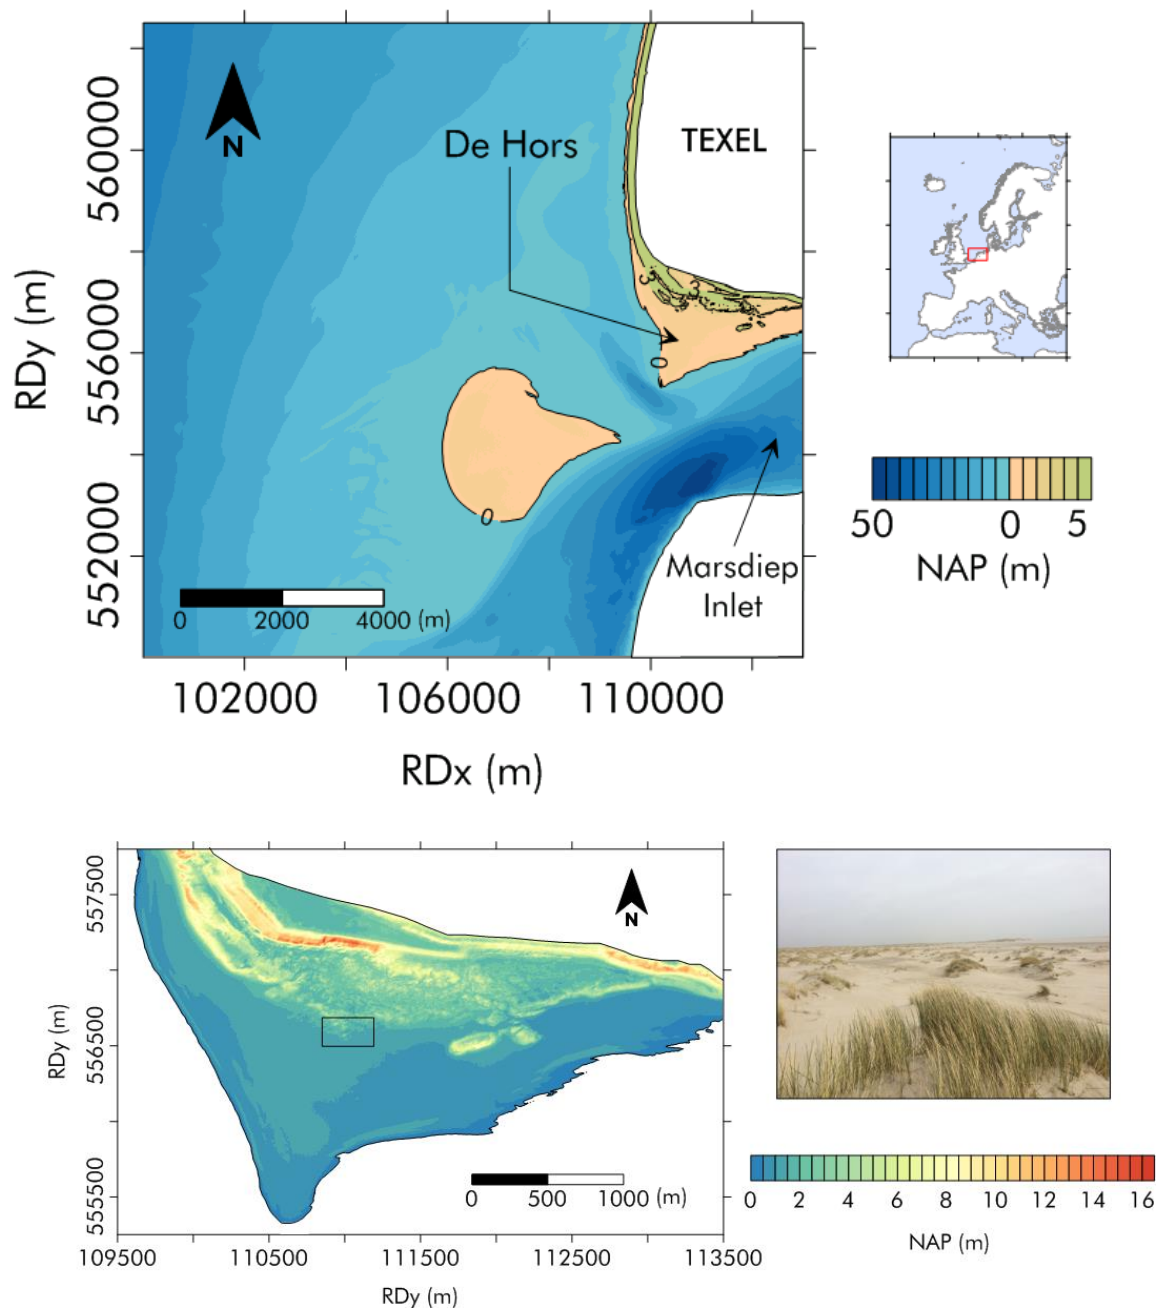 N
De Hors
TEXEL
3
3
0
0
Marsdiep
Inlet
0 2000 4000 (m)
560000
556000
552000
RDy (m)
102000 106000 110000
RDx (m)
50 0 5
NAP (m)
N
557500
556500
555500
RDy (m)
0 500 1000 (m)
109500 110500 111500 112500 113500
RDy (m)
0 2 4 6 8 10 12 14 16
NAP (m)